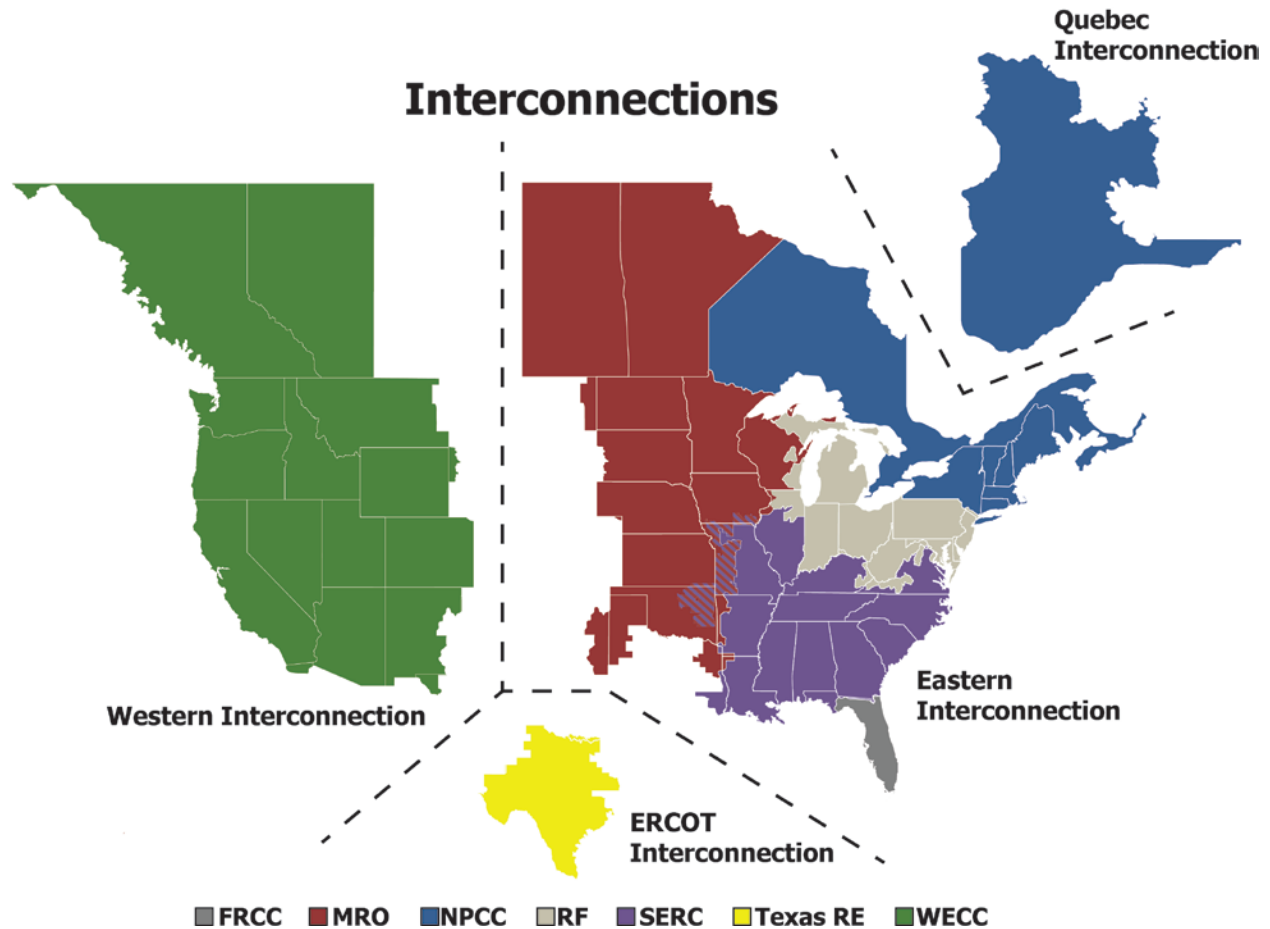 Quebec
Interconnection
Interconnections
Western Interconnection
Eastern
Interconnection
ERCOT
Interconnection
FRCC MRO NPCC RF SERC Texas RE WECC